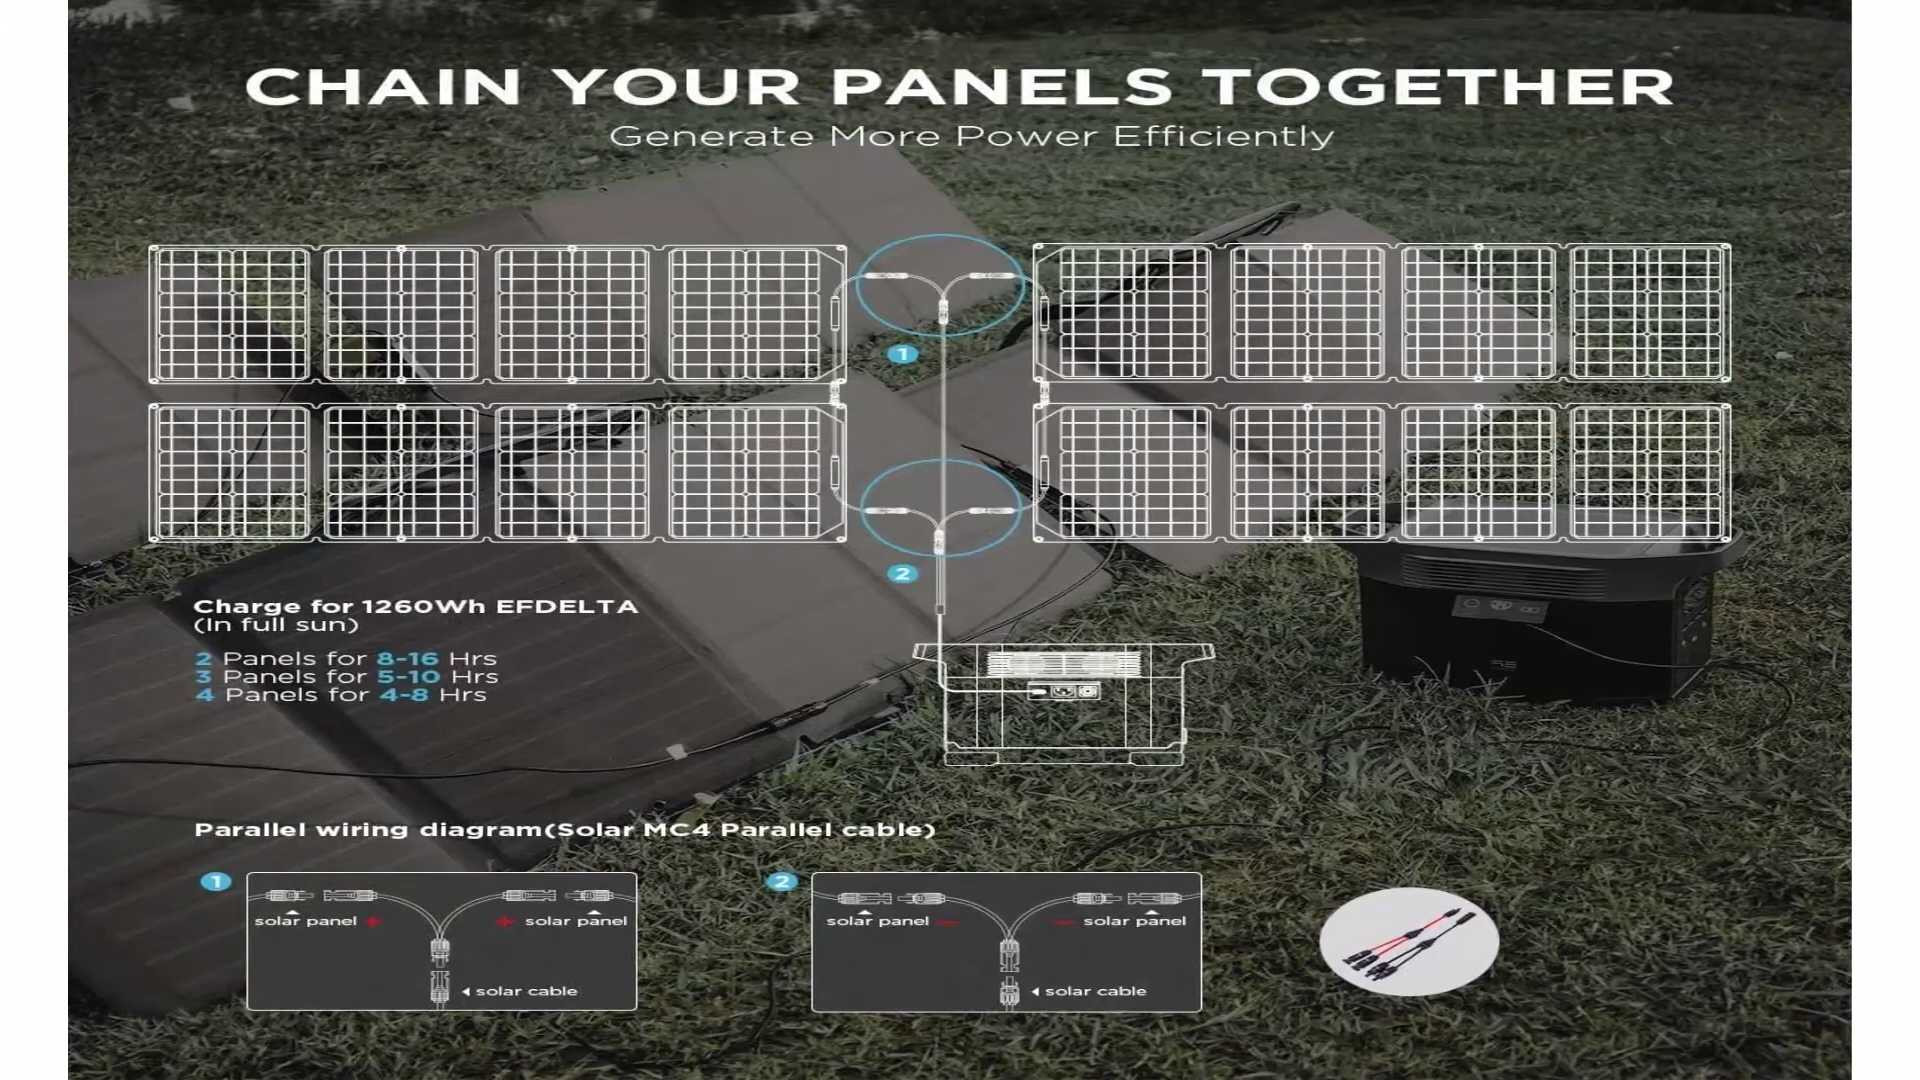 CHAIN YOUR PANELS TOGETHER
Generate More Power Efficiently
1
2
Charge for 1260Wh EFDELTA
(In full sun)
2 Panels for 8-16 Hrs
3 Panels for 5-10 Hrs
4 Panels for 4-8 Hrs
Parallel wiring diagram(Solar MC4 Parallel cable)
1
solar panel + + solar panel
solar cable
2
solar panel - - solar panel
solar cable